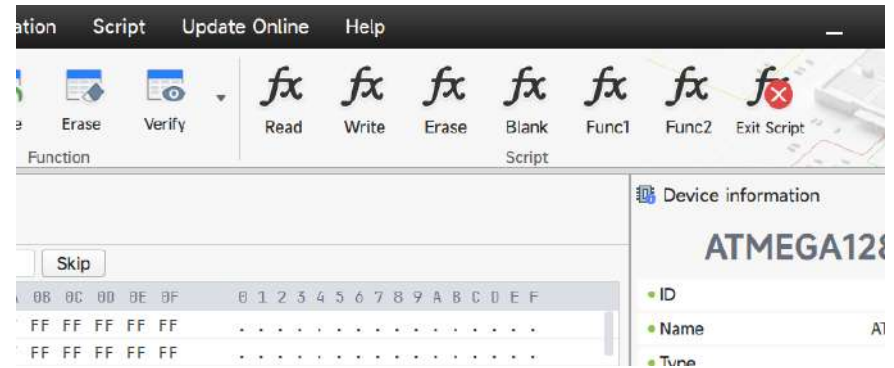 Script Update Online Help
Erase Verify Read Write Erase Blank Func1 Func2 Exit Script
Function Script
Device information
ATMEGA128
Skip
0B 0C 0D 0E 0F 0 1 2 3 4 5 6 7 8 9 A B C D E F
ID
FF FF FF FF FF . . . . . . . . . . . . . . . .
Name
FF FF FF FF FF . . . . . . . . . . . . . . . .
Type